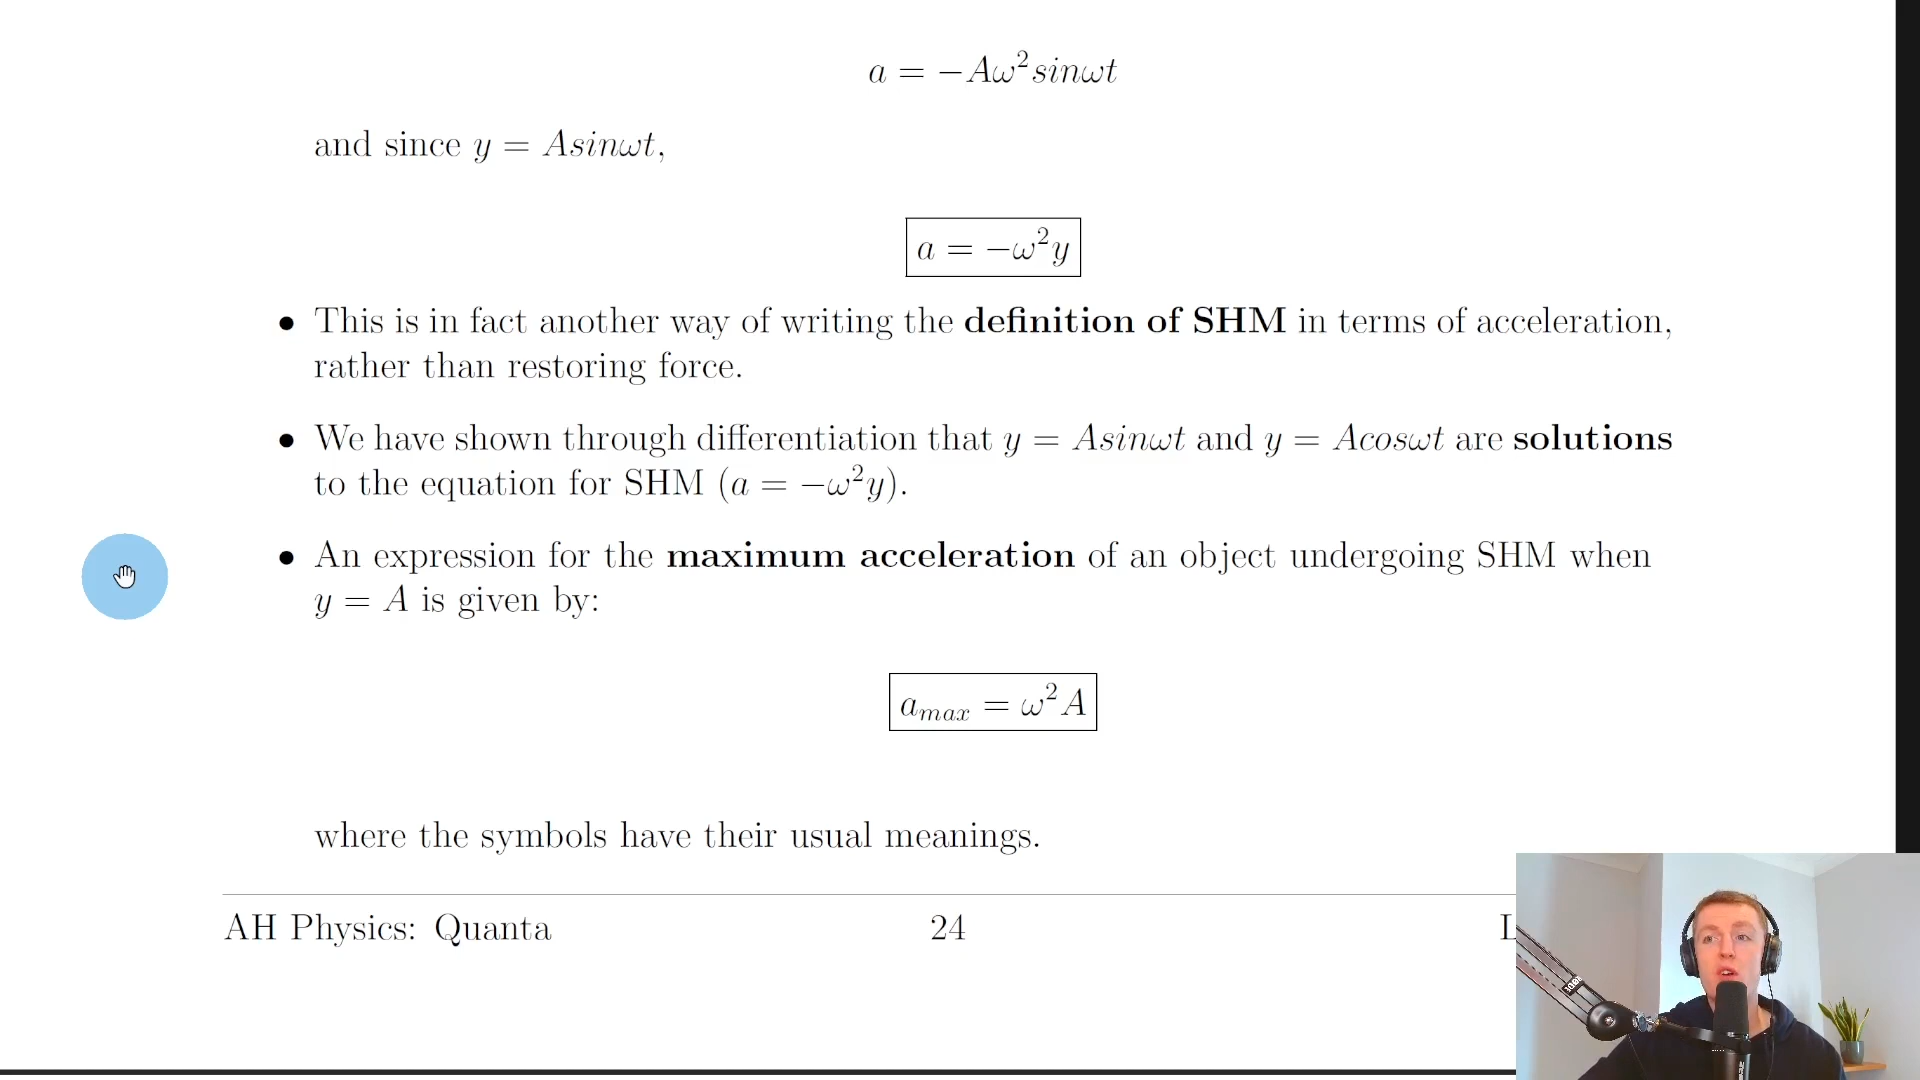 a = −Aω²sinωt
and since y = Asinωt,
a = −ω²y
• This is in fact another way of writing the definition of SHM in terms of acceleration,
rather than restoring force.
• We have shown through differentiation that y = Asinωt and y = Acosωt are solutions
to the equation for SHM (a = −ω²y).
• An expression for the maximum acceleration of an object undergoing SHM when
y = A is given by:
a_max = ω²A
where the symbols have their usual meanings.
AH Physics: Quanta 24